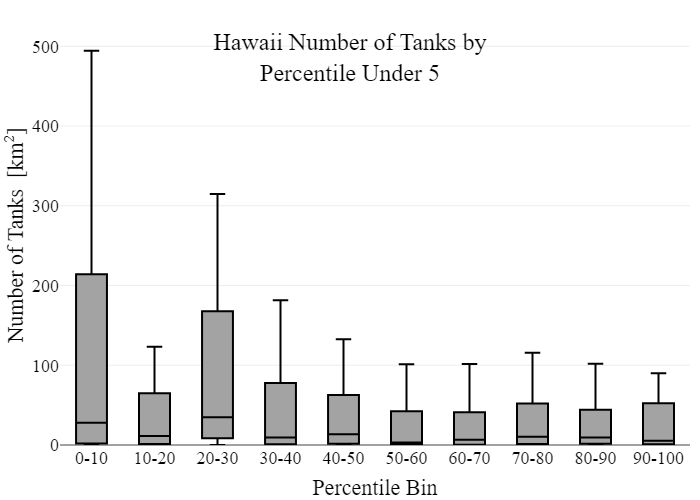 Hawaii Number of Tanks by
Percentile Under 5
Number of Tanks [km²]
500
400
300
200
100
0
0-10 10-20 20-30 30-40 40-50 50-60 60-70 70-80 80-90 90-100
Percentile Bin